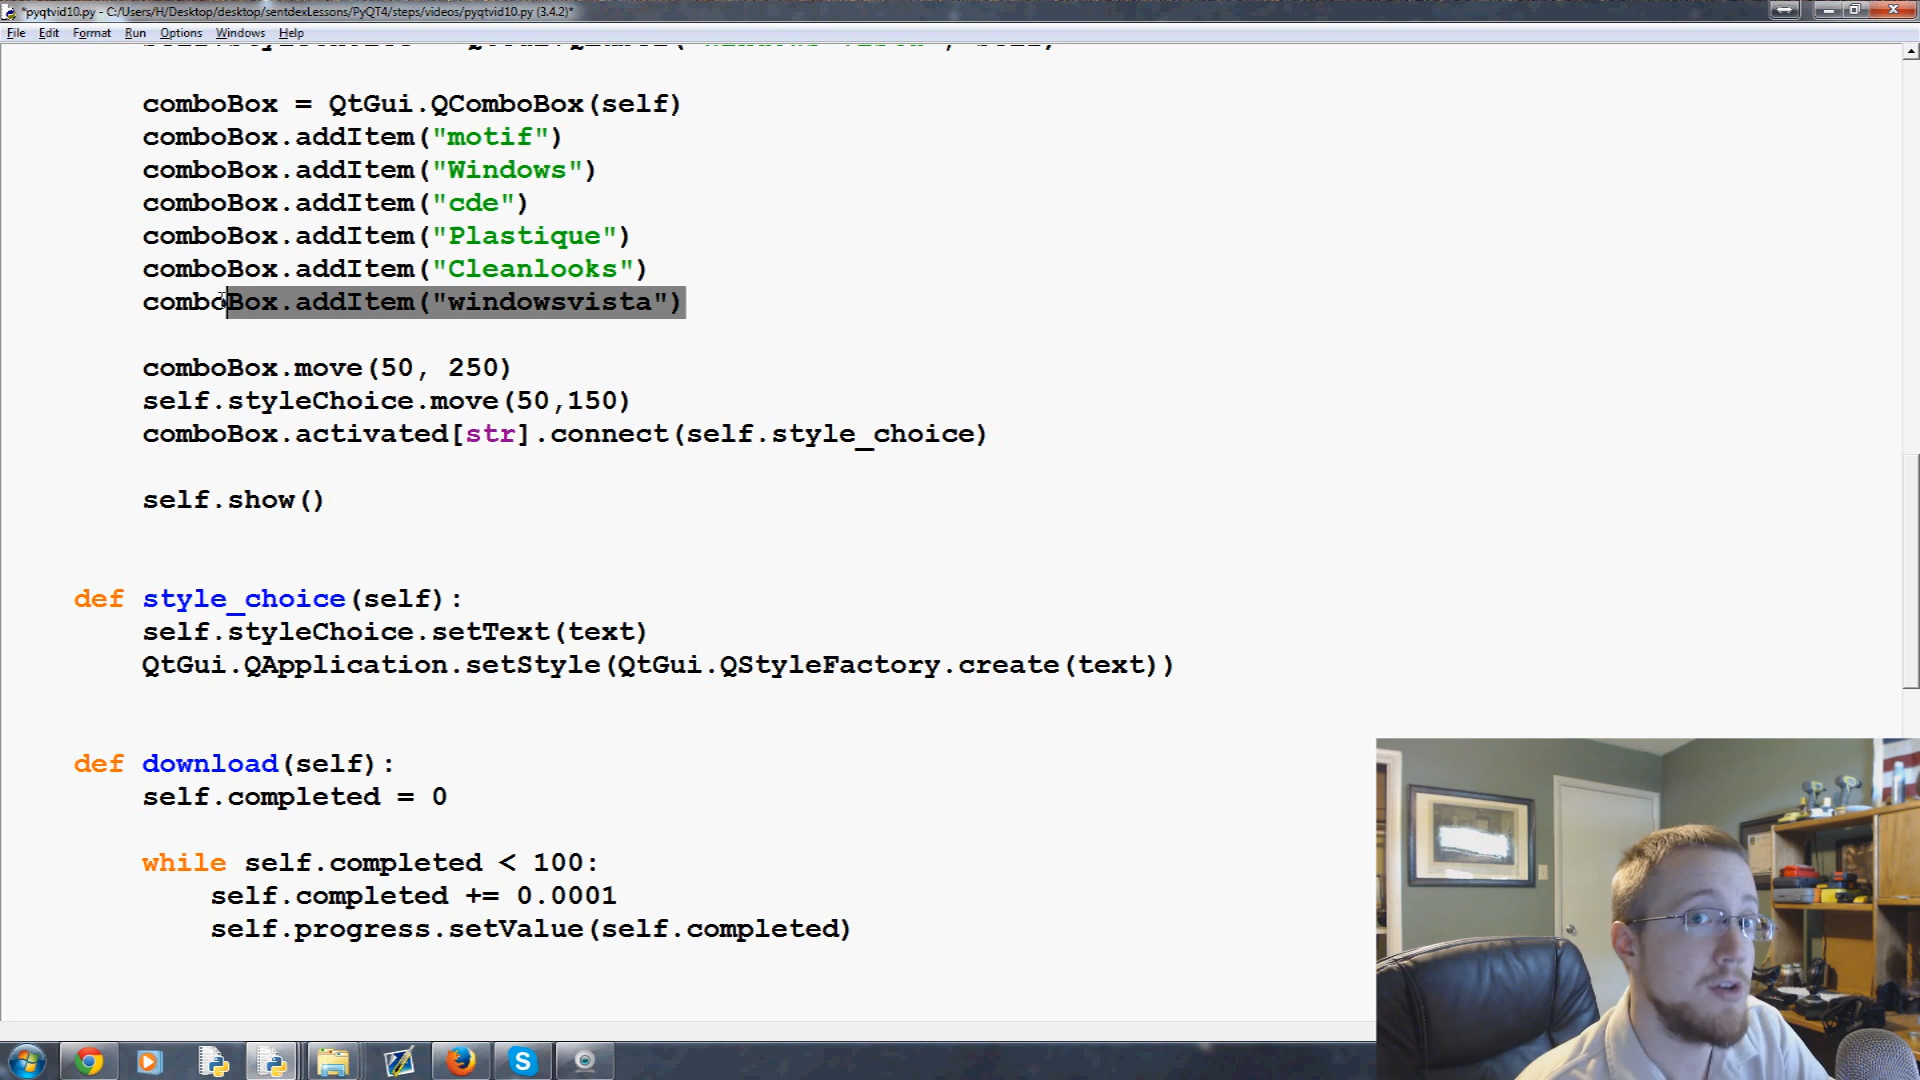 *pyqtvid10.py - C:/Users/H/Desktop/desktop/sentdexLessons/PyQT4/steps/videos/pyqtvid10.py (3.4.2)*
File Edit Format Run Options Windows Help
comboBox = QtGui.QComboBox(self)
comboBox.addItem("motif")
comboBox.addItem("Windows")
comboBox.addItem("cde")
comboBox.addItem("Plastique")
comboBox.addItem("Cleanlooks")
comboBox.addItem("windowsvista")
comboBox.move(50, 250)
self.styleChoice.move(50,150)
comboBox.activated[str].connect(self.style_choice)
self.show()
def style_choice(self):
self.styleChoice.setText(text)
QtGui.QApplication.setStyle(QtGui.QStyleFactory.create(text))
def download(self):
self.completed = 0
while self.completed < 100:
self.completed += 0.0001
self.progress.setValue(self.completed)